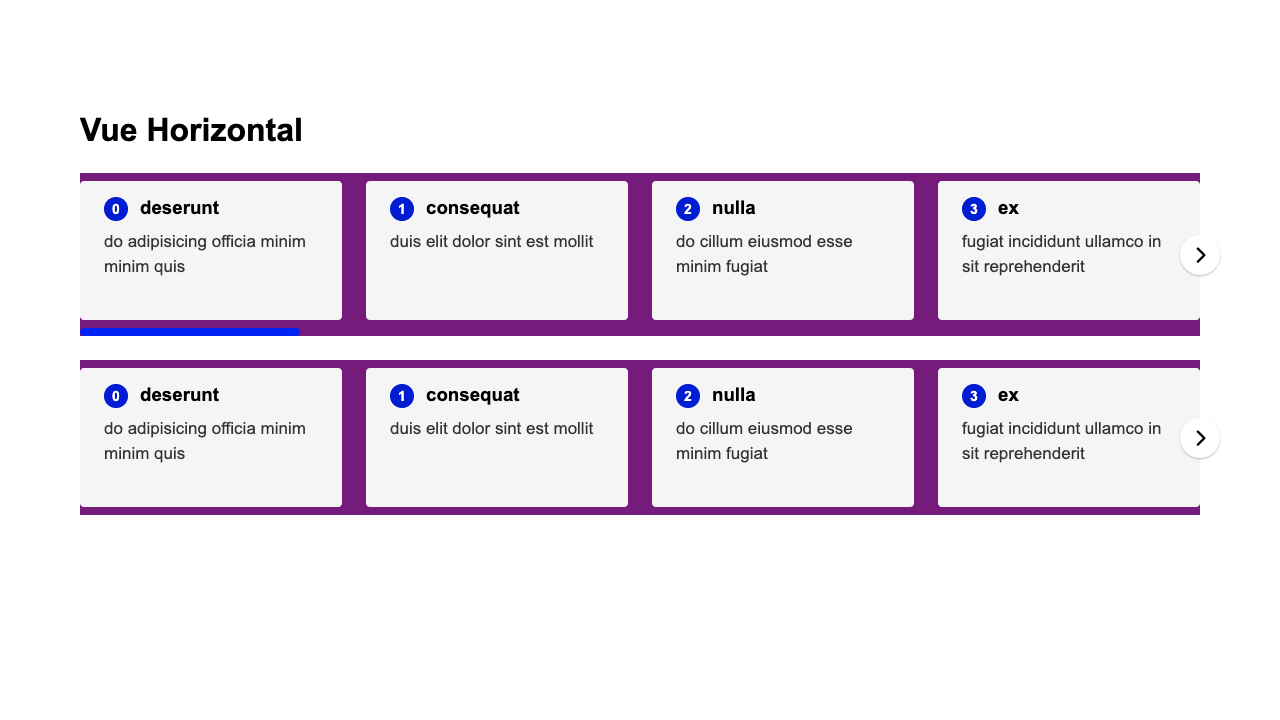 Vue Horizontal
0 deserunt
do adipisicing officia minim
minim quis
1 consequat
duis elit dolor sint est mollit
2 nulla
do cillum eiusmod esse
minim fugiat
3 ex
fugiat incididunt ullamco in
sit reprehenderit
0 deserunt
do adipisicing officia minim
minim quis
1 consequat
duis elit dolor sint est mollit
2 nulla
do cillum eiusmod esse
minim fugiat
3 ex
fugiat incididunt ullamco in
sit reprehenderit